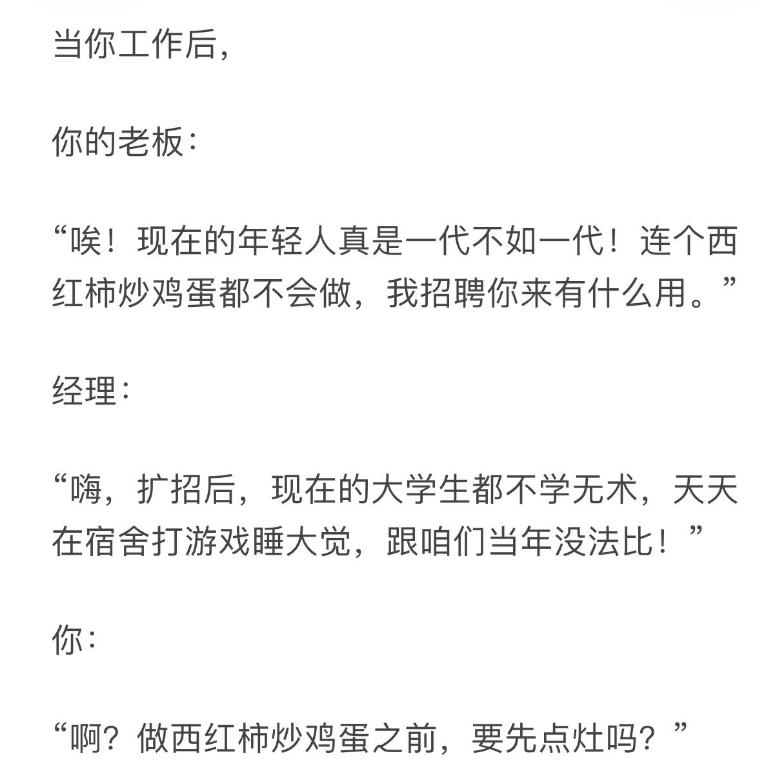 当你工作后，
你的老板：
“唉！现在的年轻人真是一代不如一代！连个西
红柿炒鸡蛋都不会做，我招聘你来有什么用。”
经理：
“嗨，扩招后，现在的大学生都不学无术，天天
在宿舍打游戏睡大觉，跟咱们当年没法比！”
你：
“啊？做西红柿炒鸡蛋之前，要先点灶吗？”